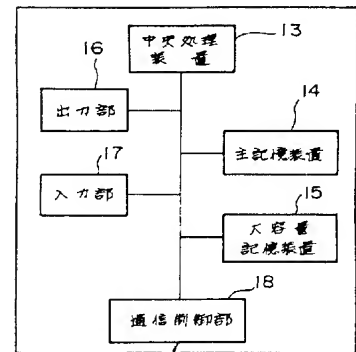 13
中央処理
装置
16
出力部
14
主記憶装置
17
入力部
15
大容量
記憶装置
18
通信制御部